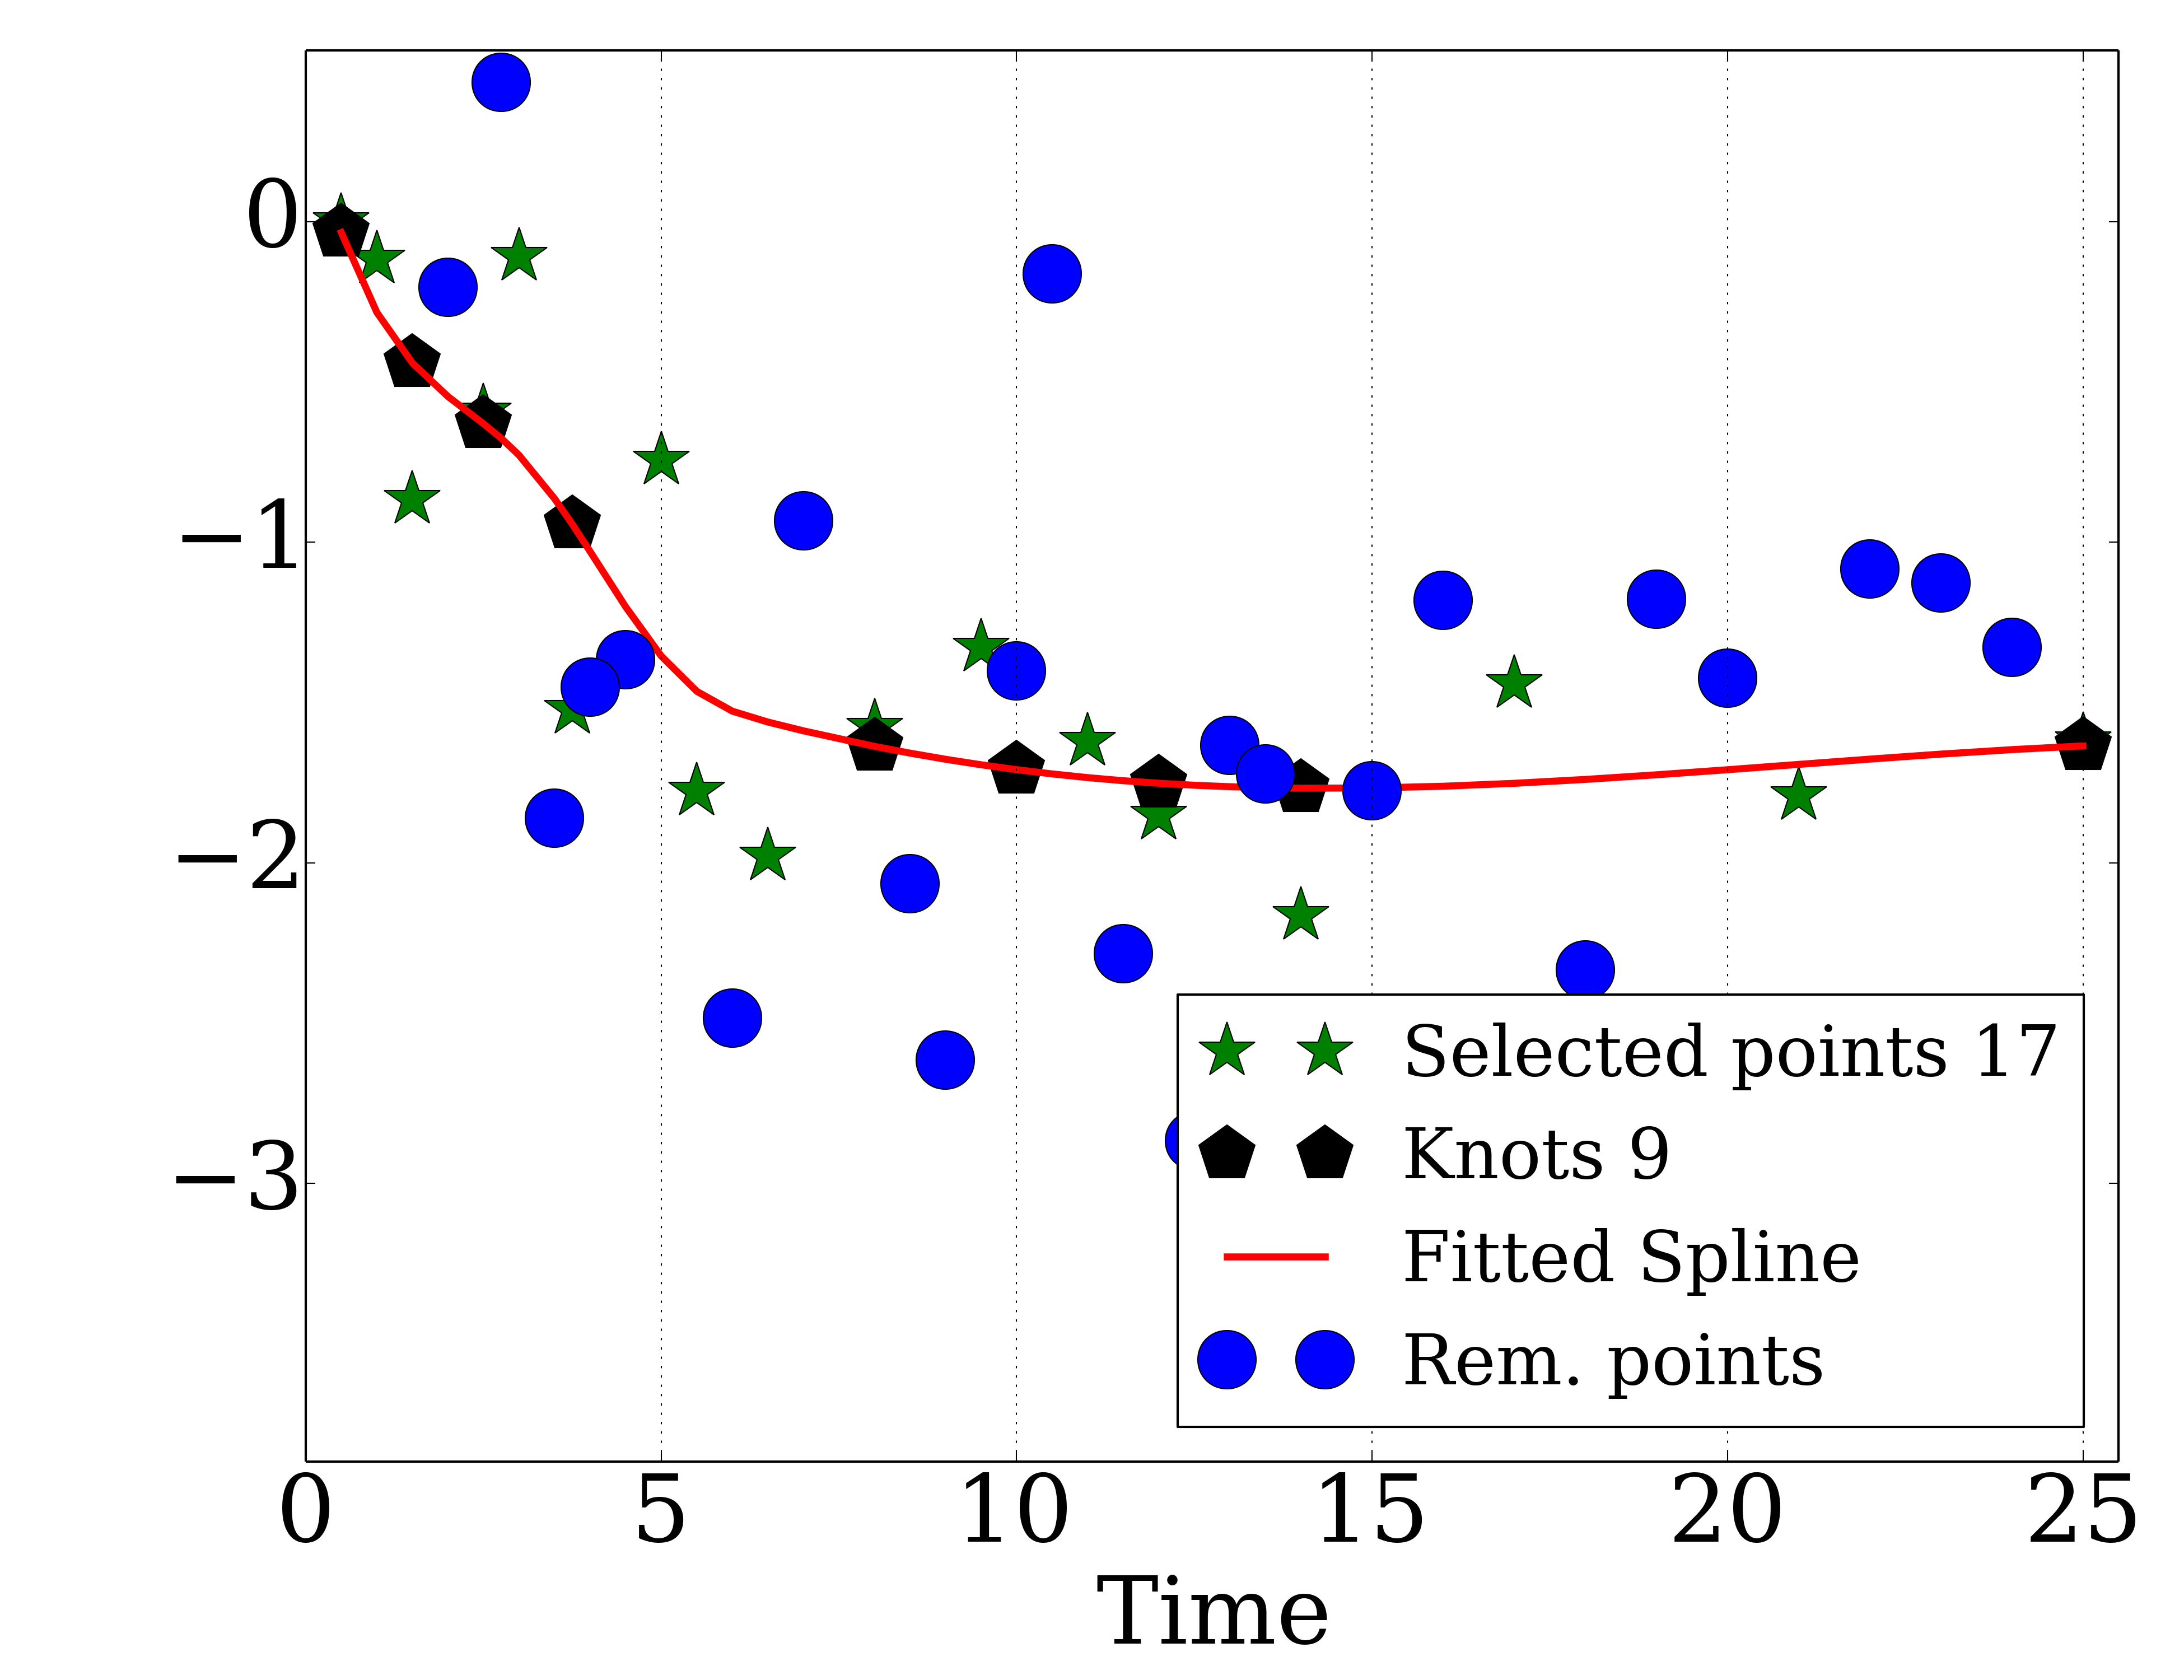 0
−1
−2
−3
Selected points 17
Knots 9
Fitted Spline
Rem. points
0 5 10 15 20 25
Time